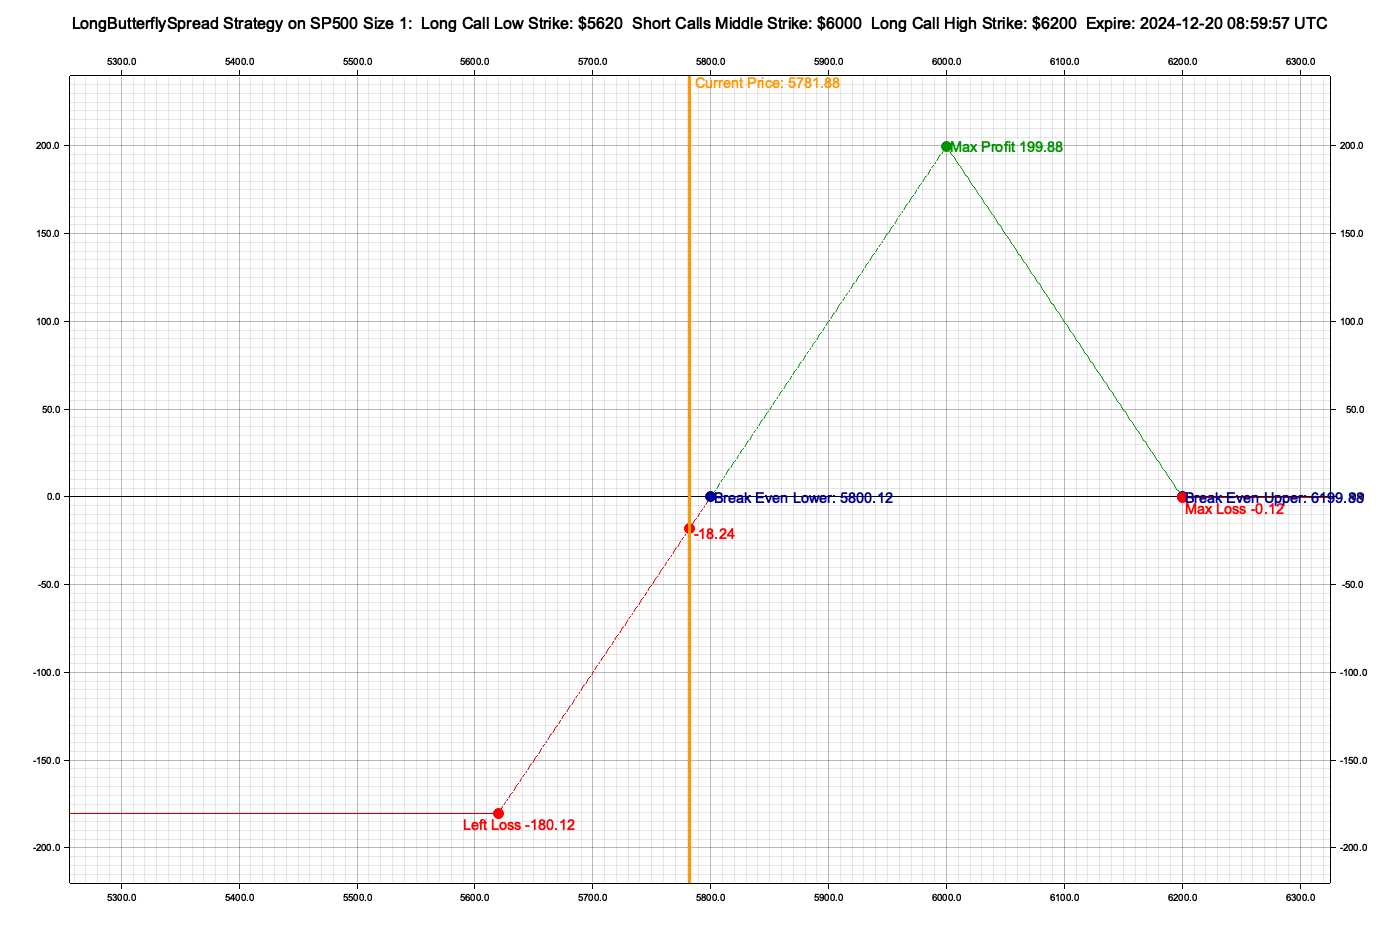 LongButterflySpread Strategy on SP500 Size 1:  Long Call Low Strike: $5620  Short Calls Middle Strike: $6000  Long Call High Strike: $6200  Expire: 2024-12-20 08:59:57 UTC
5300.0 5400.0 5500.0 5600.0 5700.0 5800.0 5900.0 6000.0 6100.0 6200.0 6300.0
Current Price: 5781.88
200.0 Max Profit 199.88 200.0
150.0 150.0
100.0 100.0
50.0 50.0
0.0 Break Even Lower: 5800.12 Break Even Upper: 6199.88
Max Loss -0.12
-18.24
-50.0 -50.0
-100.0 -100.0
-150.0 -150.0
Left Loss -180.12
-200.0 -200.0
5300.0 5400.0 5500.0 5600.0 5700.0 5800.0 5900.0 6000.0 6100.0 6200.0 6300.0